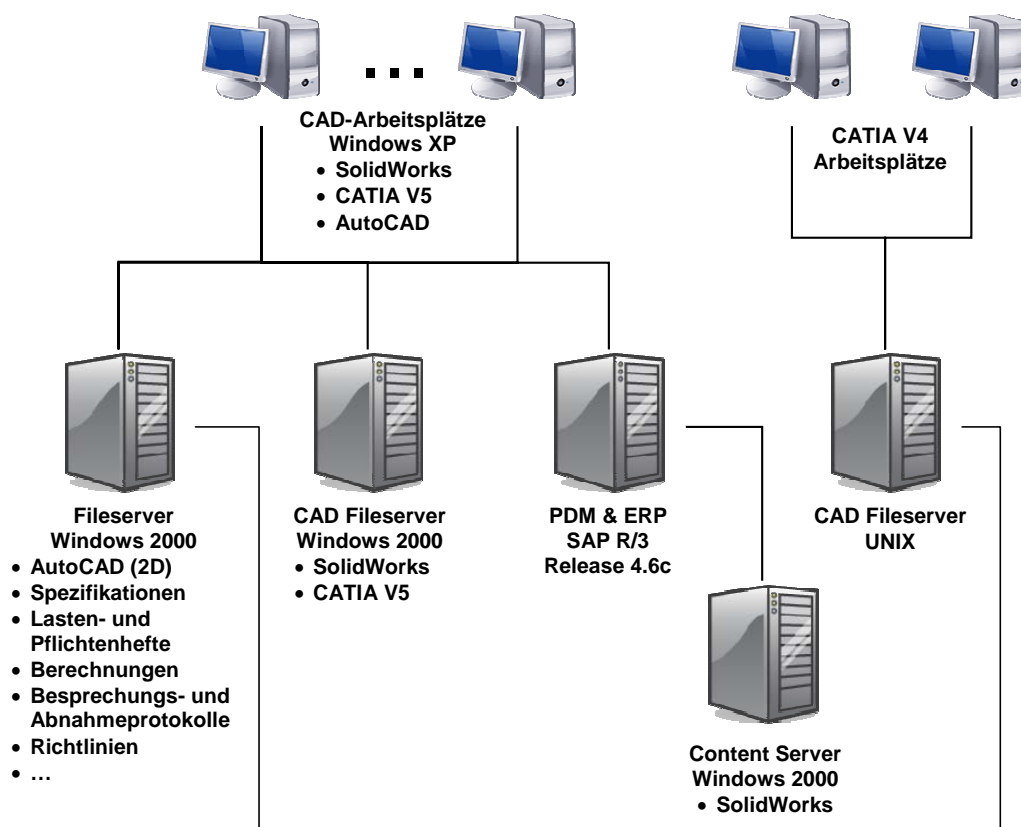 CAD-Arbeitsplätze
Windows XP
• SolidWorks
• CATIA V5
• AutoCAD
CATIA V4
Arbeitsplätze
Fileserver
Windows 2000
• AutoCAD (2D)
• Spezifikationen
• Lasten- und
Pflichtenhefte
• Berechnungen
• Besprechungs- und
Abnahmeprotokolle
• Richtlinien
• …
CAD Fileserver
Windows 2000
• SolidWorks
• CATIA V5
PDM & ERP
SAP R/3
Release 4.6c
CAD Fileserver
UNIX
Content Server
Windows 2000
• SolidWorks